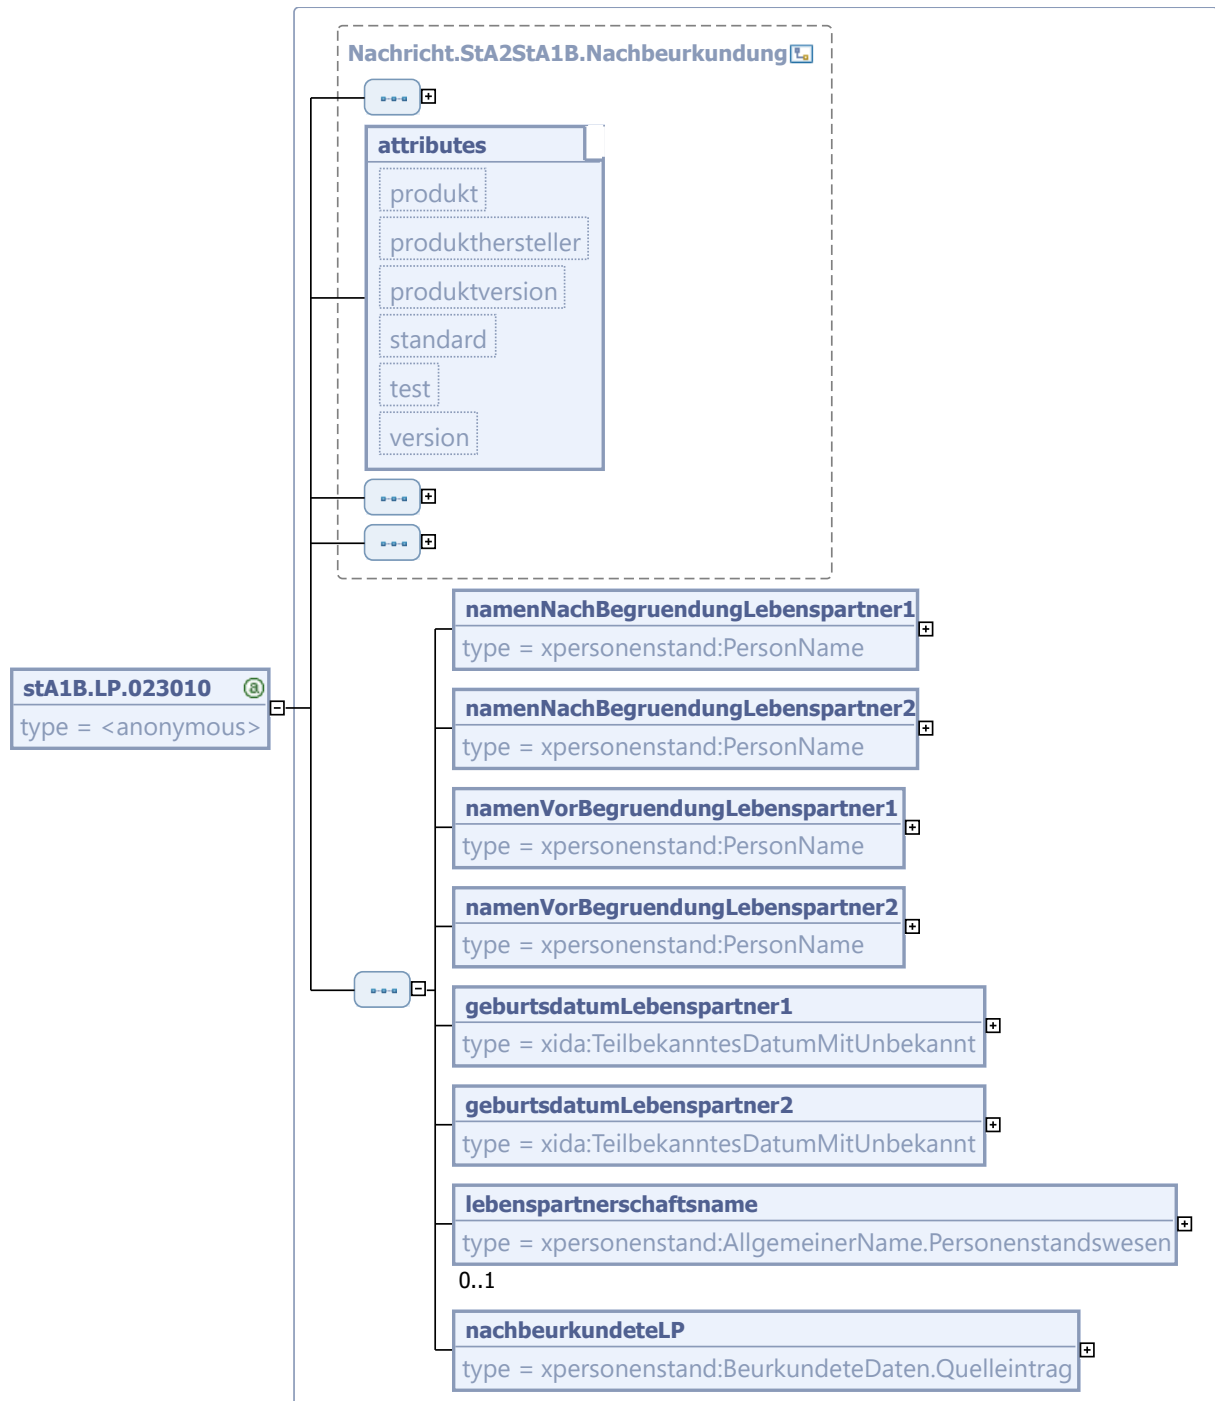 Nachricht.StA2StA1B.Nachbeurkundung
attributes
produkt
produkthersteller
produktversion
standard
test
version
namenNachBegruendungLebenspartner1
type = xpersonenstand:PersonName
namenNachBegruendungLebenspartner2
type = xpersonenstand:PersonName
stA1B.LP.023010 a
type = <anonymous>
namenVorBegruendungLebenspartner1
type = xpersonenstand:PersonName
namenVorBegruendungLebenspartner2
type = xpersonenstand:PersonName
geburtsdatumLebenspartner1
type = xida:TeilbekanntesDatumMitUnbekannt
geburtsdatumLebenspartner2
type = xida:TeilbekanntesDatumMitUnbekannt
lebenspartnerschaftsname
type = xpersonenstand:AllgemeinerName.Personenstandswesen
0..1
nachbeurkundeteLP
type = xpersonenstand:BeurkundeteDaten.Quelleintrag